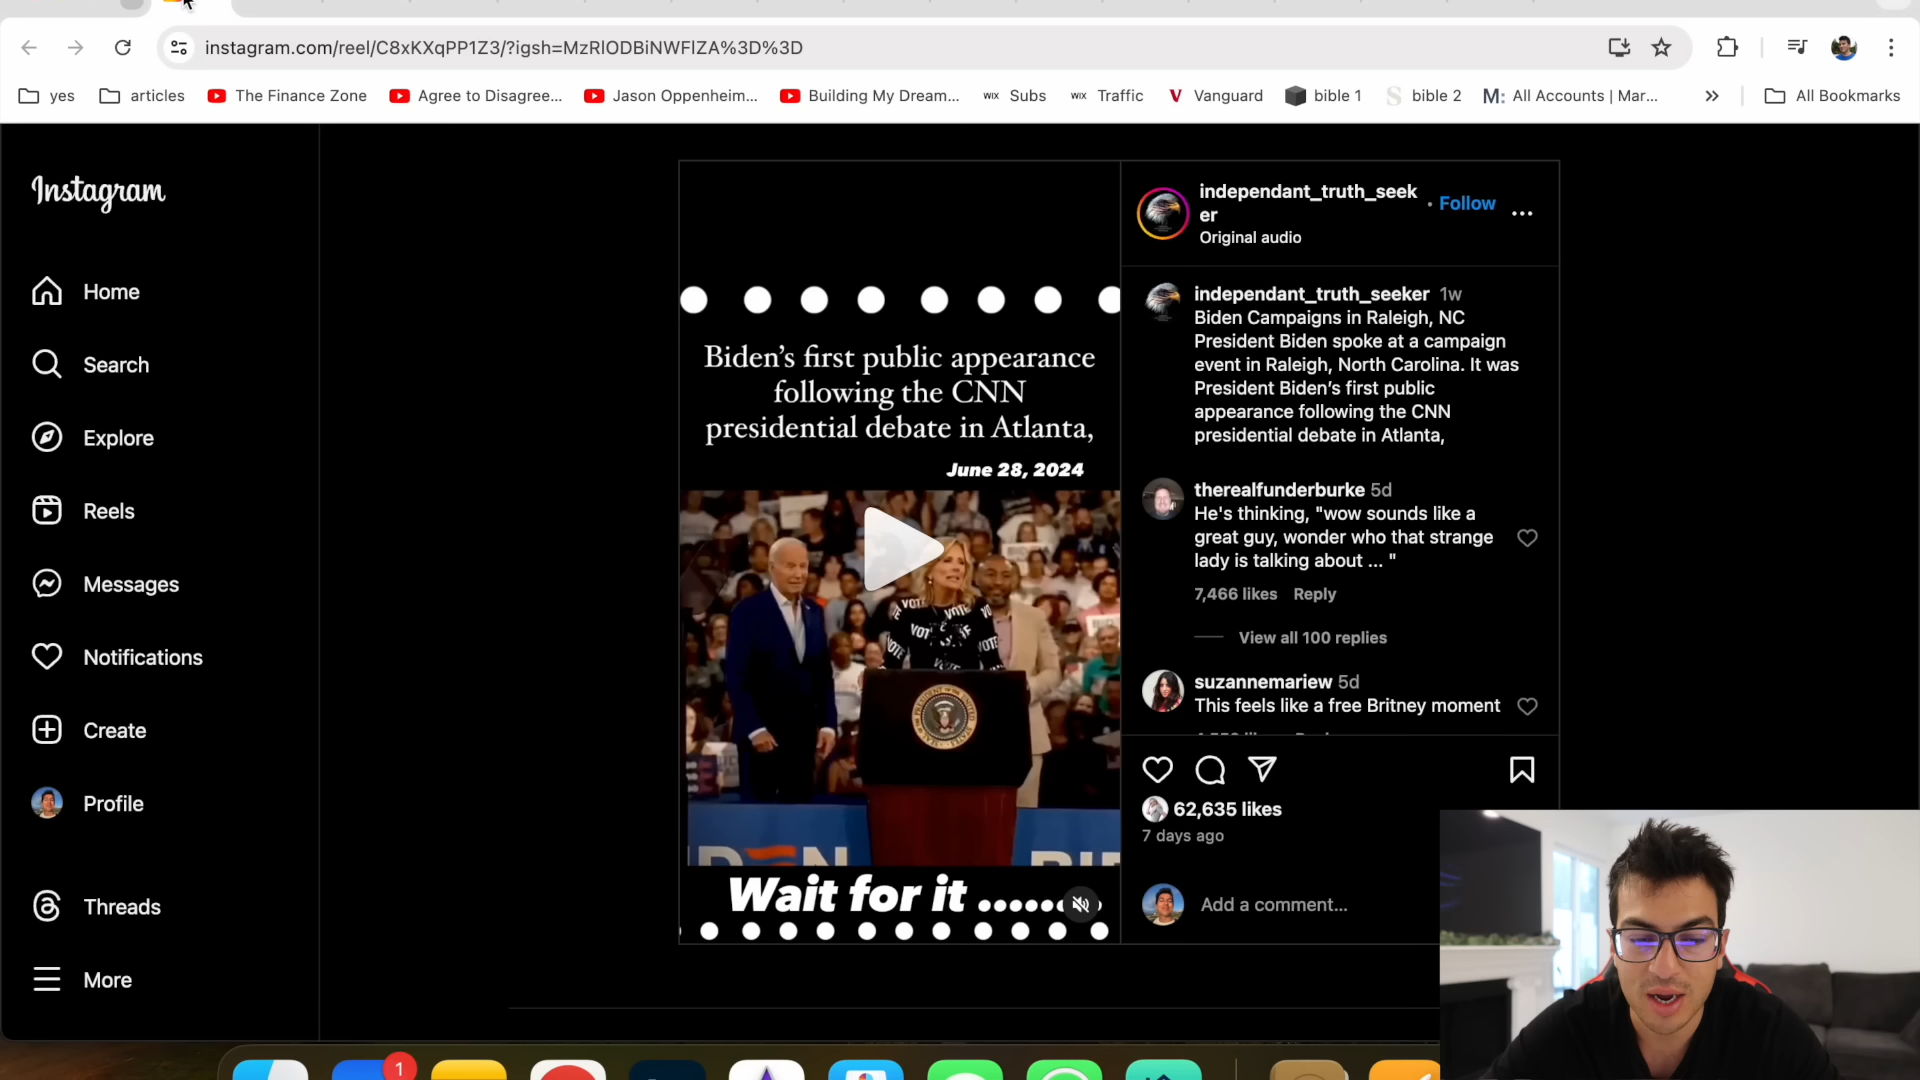 instagram.com/reel/C8xKXqPP1Z3/?igsh=MzRlODBiNWFlZA%3D%3D
yes
articles
The Finance Zone
Agree to Disagree...
Jason Oppenheim...
Building My Dream...
WIX Subs
WIX Traffic
V Vanguard
bible 1
S bible 2
M: All Accounts | Mar...
All Bookmarks
Instagram
Home
Search
Explore
Reels
Messages
Notifications
Create
Profile
Threads
More
Biden's first public appearance
following the CNN
presidential debate in Atlanta,
June 28, 2024
VOTE
VOTE
VOTE
Wait for it ......
independant_truth_seek
er
• Follow
Original audio
independant_truth_seeker 1w
Biden Campaigns in Raleigh, NC
President Biden spoke at a campaign
event in Raleigh, North Carolina. It was
President Biden's first public
appearance following the CNN
presidential debate in Atlanta,
therealfunderburke 5d
He's thinking, "wow sounds like a
great guy, wonder who that strange
lady is talking about ... "
7,466 likes Reply
View all 100 replies
suzannemariew 5d
This feels like a free Britney moment
62,635 likes
7 days ago
Add a comment...
1